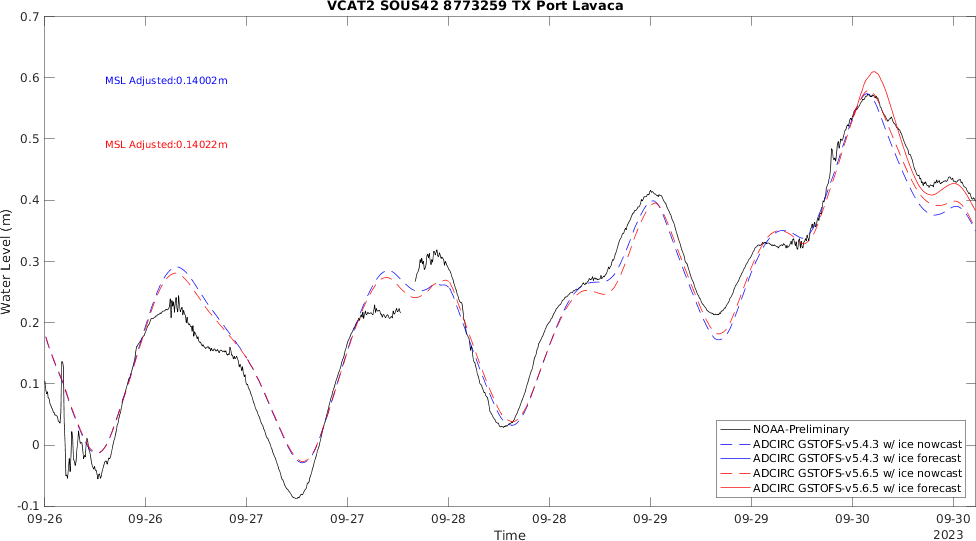 VCAT2 SOUS42 8773259 TX Port Lavaca
0.7
0.6
0.5
0.4
0.3
0.2
0.1
0
-0.1
Water Level (m)
MSL Adjusted:0.14002m
MSL Adjusted:0.14022m
NOAA-Preliminary
ADCIRC GSTOFS-v5.4.3 w/ ice nowcast
ADCIRC GSTOFS-v5.4.3 w/ ice forecast
ADCIRC GSTOFS-v5.6.5 w/ ice nowcast
ADCIRC GSTOFS-v5.6.5 w/ ice forecast
09-26 09-26 09-27 09-27 09-28 09-28 09-29 09-29 09-30 09-30
2023
Time